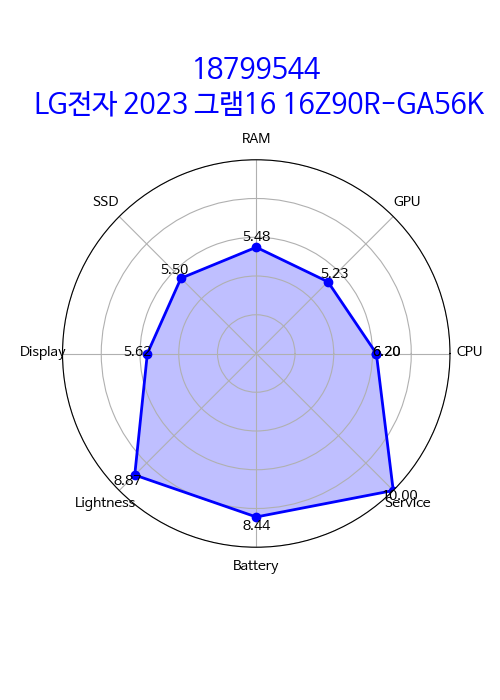 18799544
LG전자 2023 그램16 16Z90R-GA56K
RAM
SSD
GPU
5.48
5.50
5.23
Display
5.63
6.20
CPU
8.87
Lightness
10.00
Service
8.44
Battery